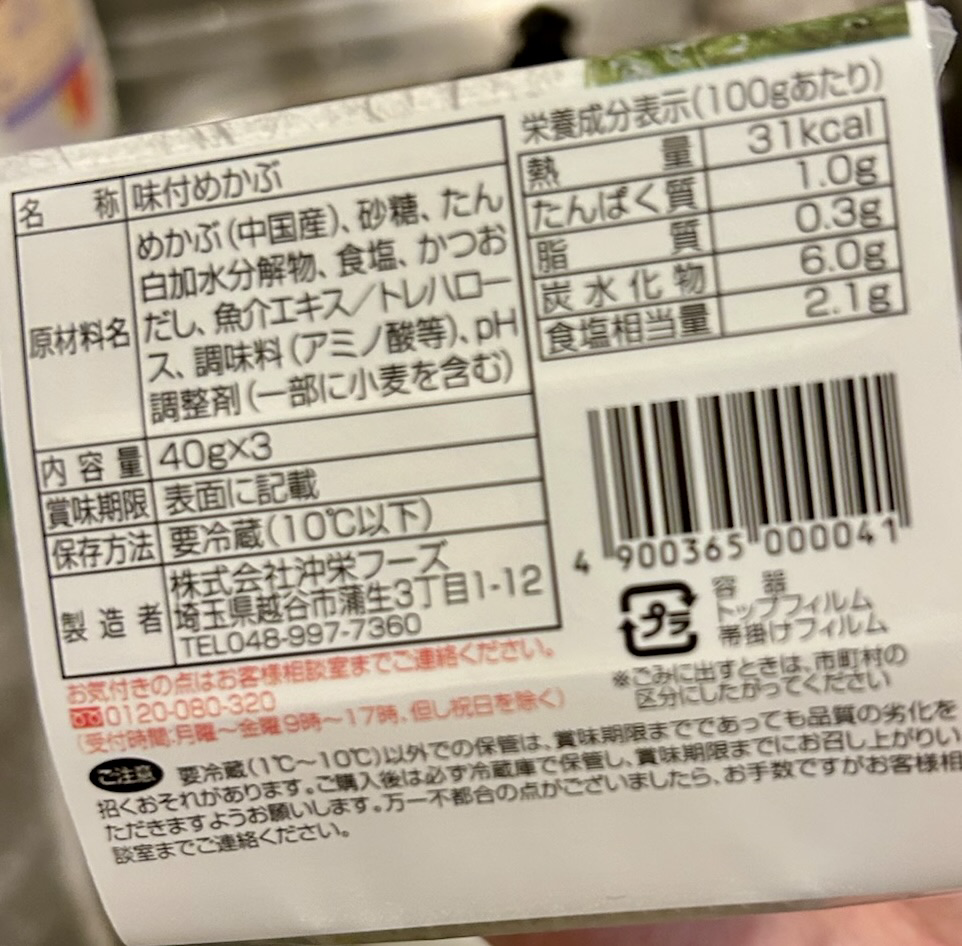 名 称 味付めかぶ
原材料名 めかぶ(中国産)、砂糖、たん
白加水分解物、食塩、かつお
だし、魚介エキス／トレハロー
ス、調味料(アミノ酸等)、pH
調整剤(一部に小麦を含む)
内容量 40g×3
賞味期限 表面に記載
保存方法 要冷蔵(10℃以下)
製造者 株式会社沖栄フーズ
埼玉県越谷市蒲生3丁目1-12
TEL048-997-7360
栄養成分表示(100gあたり)
熱量 31kcal
たんぱく質 1.0g
脂質 0.3g
炭水化物 6.0g
食塩相当量 2.1g
4 900365 000041
プラ
容器
トップフィルム
帯掛けフィルム
※ごみに出すときは、市町村の
区分にしたがってください
お気付きの点はお客様相談室までご連絡ください。
0120-080-320
(受付時間:月曜～金曜9時～17時、但し祝日を除く)
ご注意 要冷蔵(1℃～10℃)以外での保管は、賞味期限までであっても品質の劣化を
招くおそれがあります。ご購入後は必ず冷蔵庫で保管し、賞味期限までにお召し上がりい
ただきますようお願いします。万一不都合の点がございましたら、お手数ですがお客様相
談室までご連絡ください。